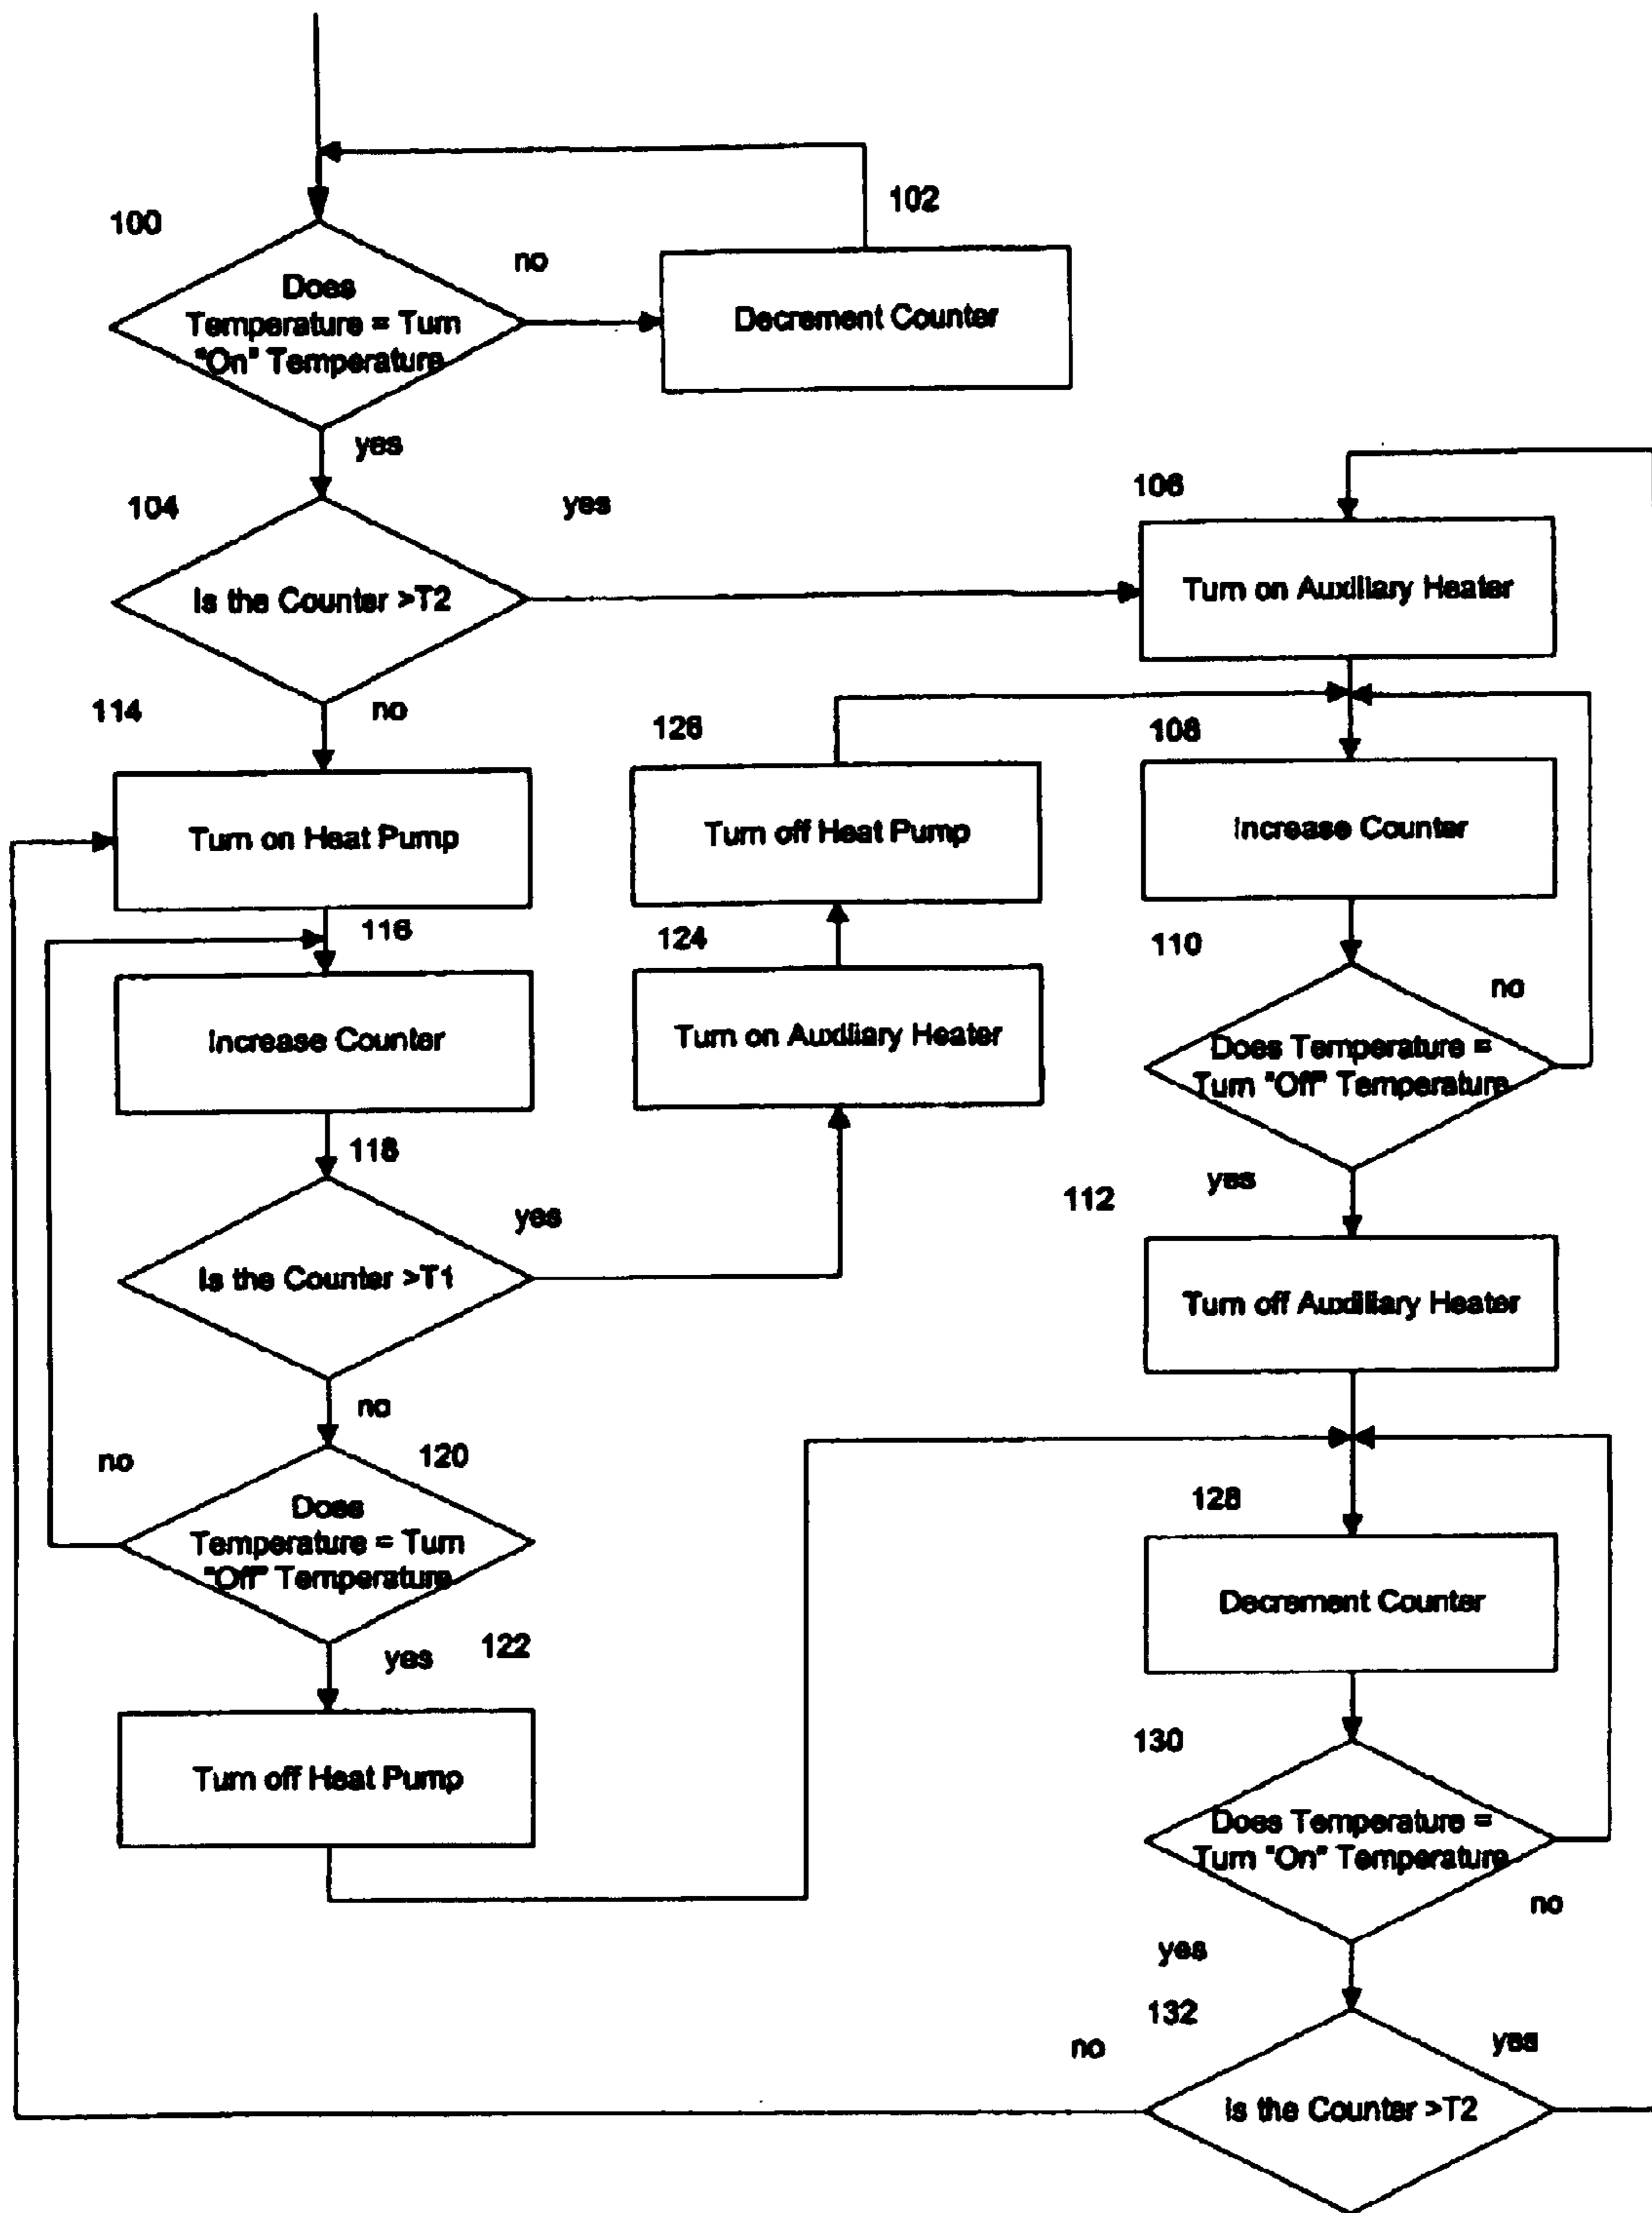 102
100
no
Does
Temperature = Turn
"On" Temperature
Decrement Counter
yes
104
yes
106
Is the Counter >T2
Turn on Auxiliary Heater
114
no
126
108
Turn on Heat Pump
Turn off Heat Pump
Increase Counter
116
124
110
no
Increase Counter
Turn on Auxiliary Heater
Does Temperature =
Turn "Off" Temperature
118
yes
yes
112
Is the Counter >T1
Turn off Auxiliary Heater
no
no
120
128
Does
Temperature = Turn
"Off" Temperature
Decrement Counter
yes
122
130
Turn off Heat Pump
Does Temperature =
Turn "On" Temperature
no
yes
132
no
yes
Is the Counter >T2